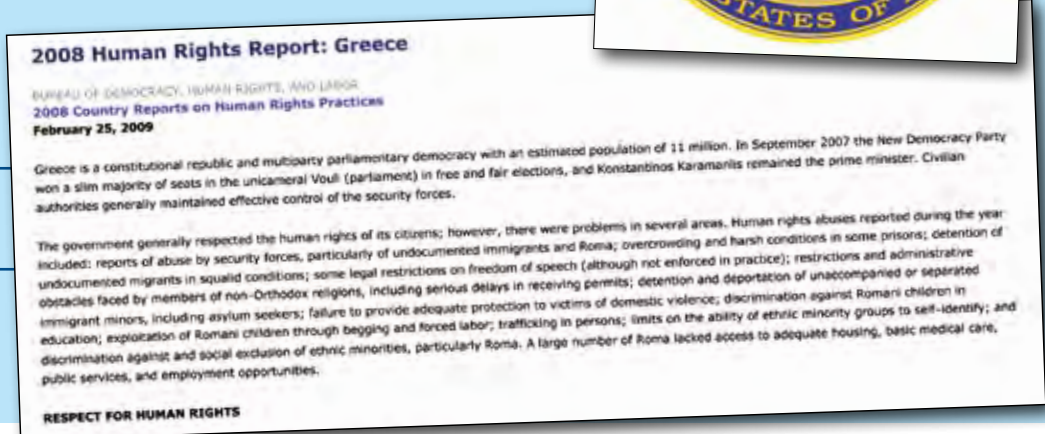 STATES OF
2008 Human Rights Report: Greece
BUREAU OF DEMOCRACY, HUMAN RIGHTS, AND LABOR
2008 Country Reports on Human Rights Practices
February 25, 2009
Greece is a constitutional republic and multiparty parliamentary democracy with an estimated population of 11 million. In September 2007 the New Democracy Party
won a slim majority of seats in the unicameral Vouli (parliament) in free and fair elections, and Konstantinos Karamanlis remained the prime minister. Civilian
authorities generally maintained effective control of the security forces.
The government generally respected the human rights of its citizens; however, there were problems in several areas. Human rights abuses reported during the year
included: reports of abuse by security forces, particularly of undocumented immigrants and Roma; overcrowding and harsh conditions in some prisons; detention of
undocumented migrants in squalid conditions; some legal restrictions on freedom of speech (although not enforced in practice); restrictions and administrative
obstacles faced by members of non-Orthodox religions, including serious delays in receiving permits; detention and deportation of unaccompanied or separated
immigrant minors, including asylum seekers; failure to provide adequate protection to victims of domestic violence; discrimination against Romani children in
education; exploitation of Romani children through begging and forced labor; trafficking in persons; limits on the ability of ethnic minority groups to self-identify; and
discrimination against and social exclusion of ethnic minorities, particularly Roma. A large number of Roma lacked access to adequate housing, basic medical care,
public services, and employment opportunities.
RESPECT FOR HUMAN RIGHTS